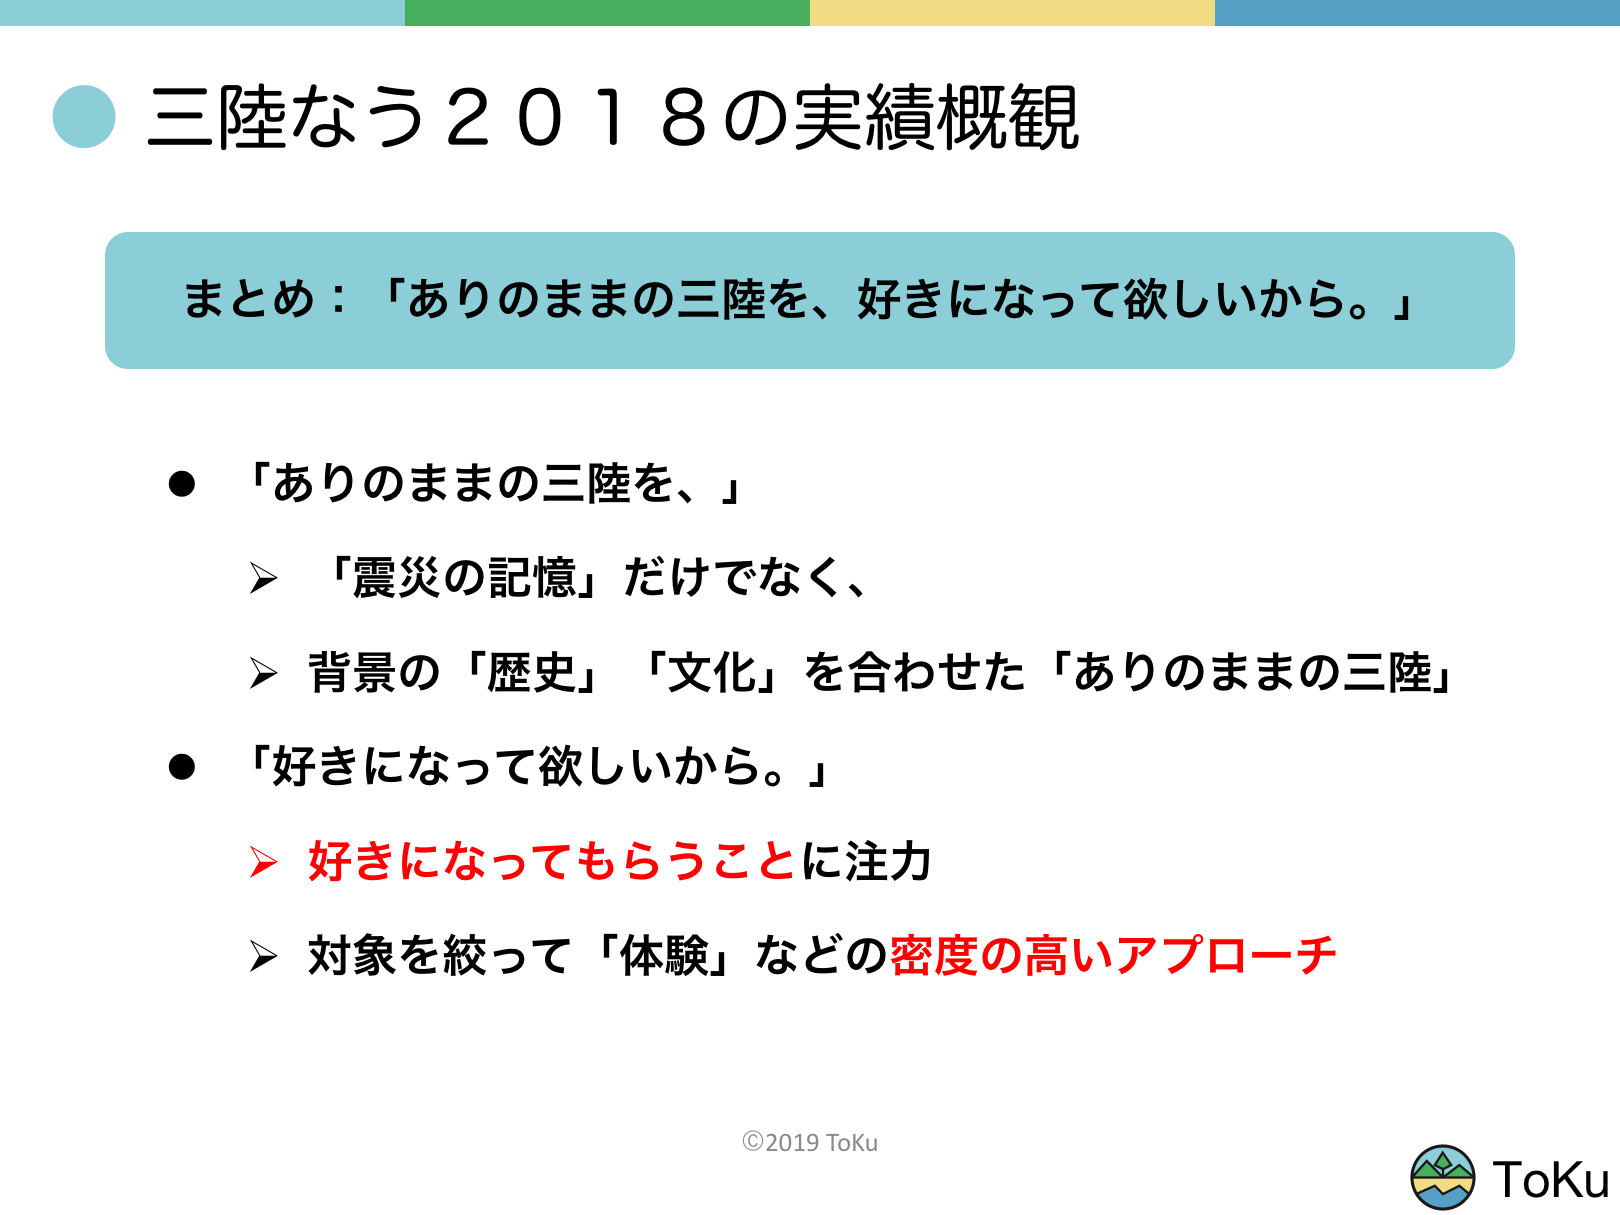 三陸なう２０１８の実績概観
まとめ：「ありのままの三陸を、好きになって欲しいから。」
● 「ありのままの三陸を、」
➢ 「震災の記憶」だけでなく、
➢ 背景の「歴史」「文化」を合わせた「ありのままの三陸」
● 「好きになって欲しいから。」
➢ 好きになってもらうことに注力
➢ 対象を絞って「体験」などの密度の高いアプローチ
©2019 ToKu
ToKu